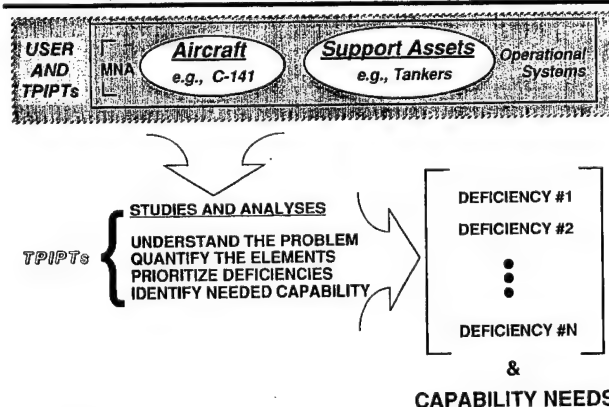 USER
AND
TPIPTs
MNA
Aircraft
e.g., C-141
Support Assets
e.g., Tankers
Operational
Systems
TPIPTs
STUDIES AND ANALYSES
UNDERSTAND THE PROBLEM
QUANTIFY THE ELEMENTS
PRIORITIZE DEFICIENCIES
IDENTIFY NEEDED CAPABILITY
DEFICIENCY #1
DEFICIENCY #2
DEFICIENCY #N
&
CAPABILITY NEEDS